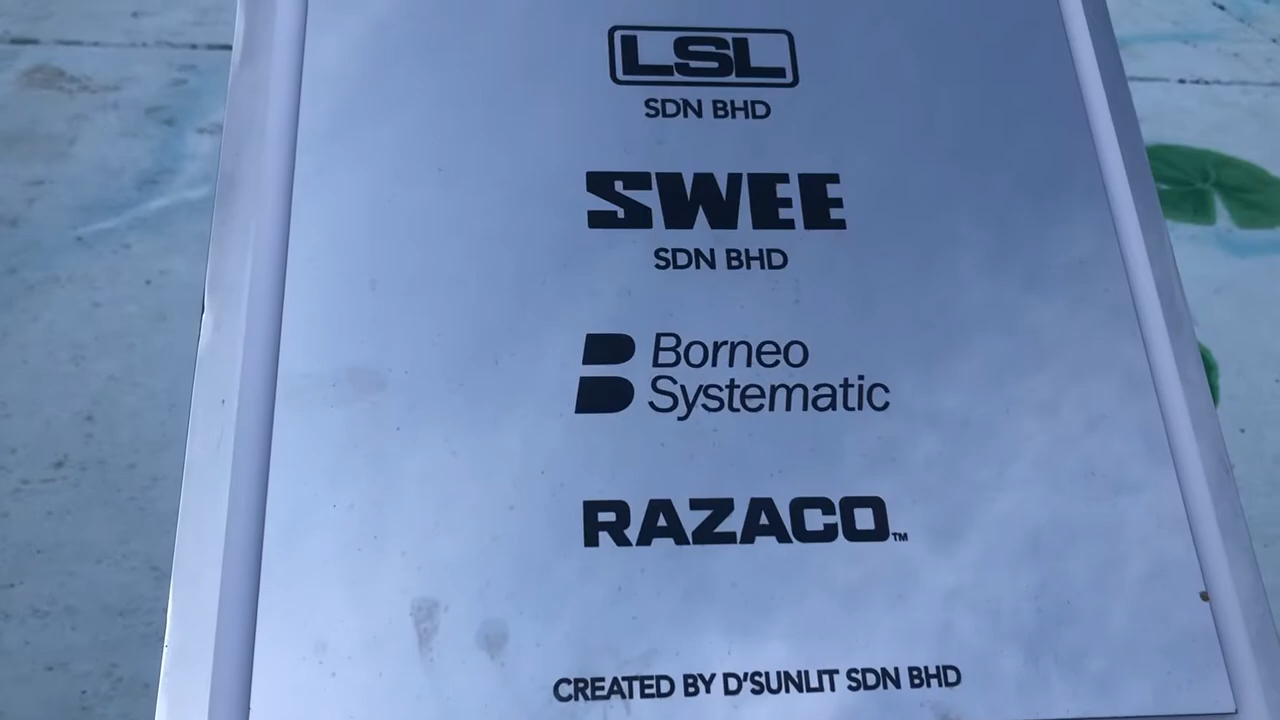 LSL
SDN BHD
SWEE
SDN BHD
Borneo
Systematic
RAZACO™
CREATED BY D'SUNLIT SDN BHD